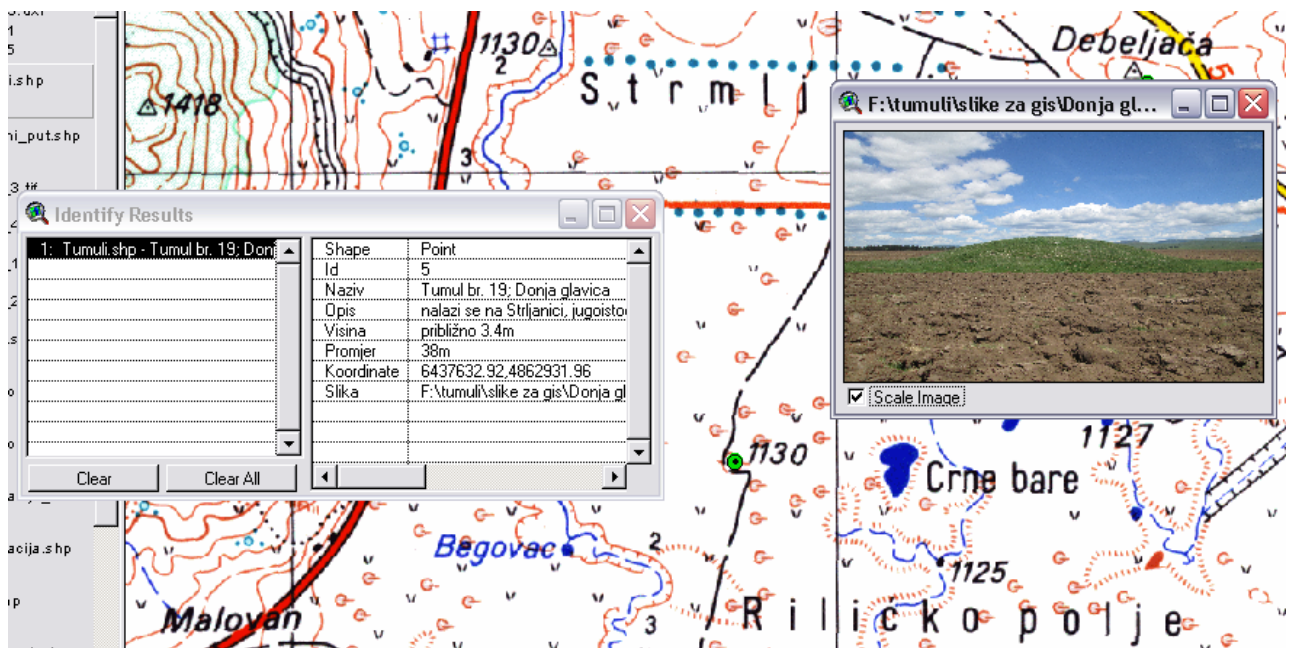 i.shp
ni_put.shp
acija.shp
1418
1130
2
3
Strmlj
Debeljača
5
F:\tumuli\slike za gis\Donja gl...
Scale Image
Identify Results
1: Tumuli.shp - Tumul br. 19; Donj
Shape Point
Id 5
Naziv Tumul br. 19; Donja glavica
Opis nalazi se na Strljanici, jugoisto
Visina približno 3.4m
Promjer 38m
Koordinate 6437632.92,4862931.96
Slika F:\tumuli\slike za gis\Donja gl
Clear Clear All
1130
1127
Crne bare
Begovac
2
1125
Malovan
3
Riličko polje